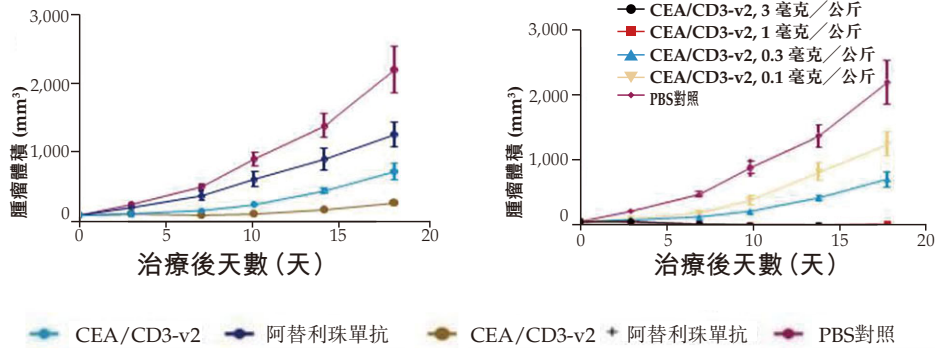 3,000
2,000
1,000
0
腫瘤體積 (mm³)
0 5 10 15 20
治療後天數（天）
CEA/CD3-v2, 3 毫克／公斤
CEA/CD3-v2, 1 毫克／公斤
CEA/CD3-v2, 0.3 毫克／公斤
CEA/CD3-v2, 0.1 毫克／公斤
PBS對照
3,000
2,000
1,000
0
腫瘤體積 (mm³)
0 5 10 15 20
治療後天數（天）
CEA/CD3-v2 阿替利珠單抗 CEA/CD3-v2 + 阿替利珠單抗 PBS對照